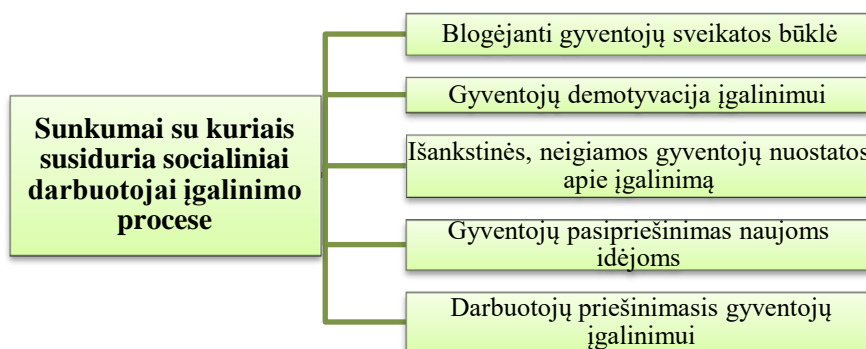 Sunkumai su kuriais
susiduria socialiniai
darbuotojai įgalinimo
procese
Blogėjanti gyventojų sveikatos būklė
Gyventojų demotyvacija įgalinimui
Išankstinės, neigiamos gyventojų nuostatos
apie įgalinimą
Gyventojų pasipriešinimas naujoms
idėjoms
Darbuotojų priešinimasis gyventojų
įgalinimui